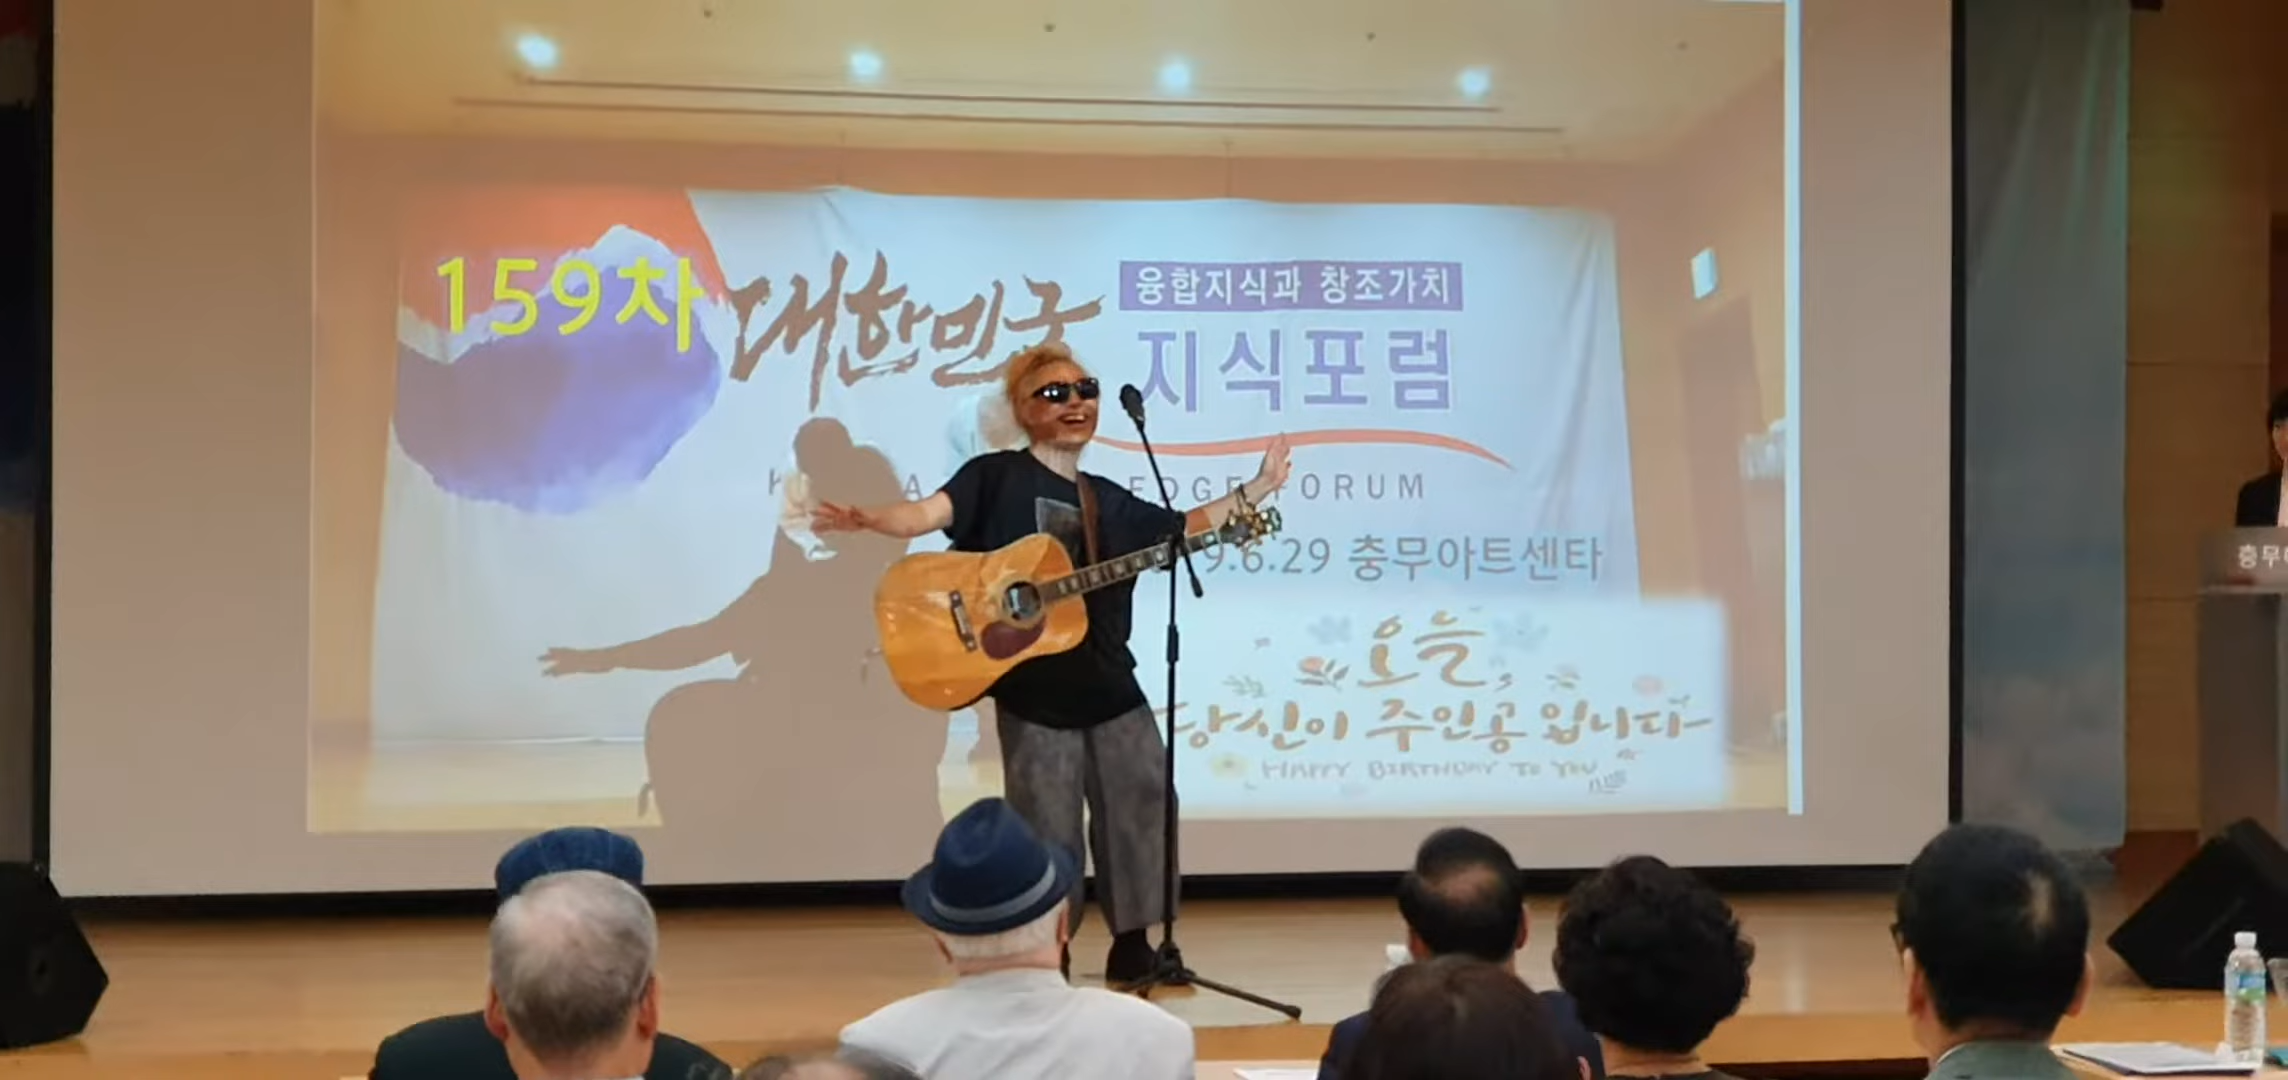 159차 대한민국
융합지식과 창조가치
지식포럼
FORUM
9.6.29 충무아트센타
오늘,
당신이 주인공 입니다
HAPPY BIRTHDAY TO YOU
충무